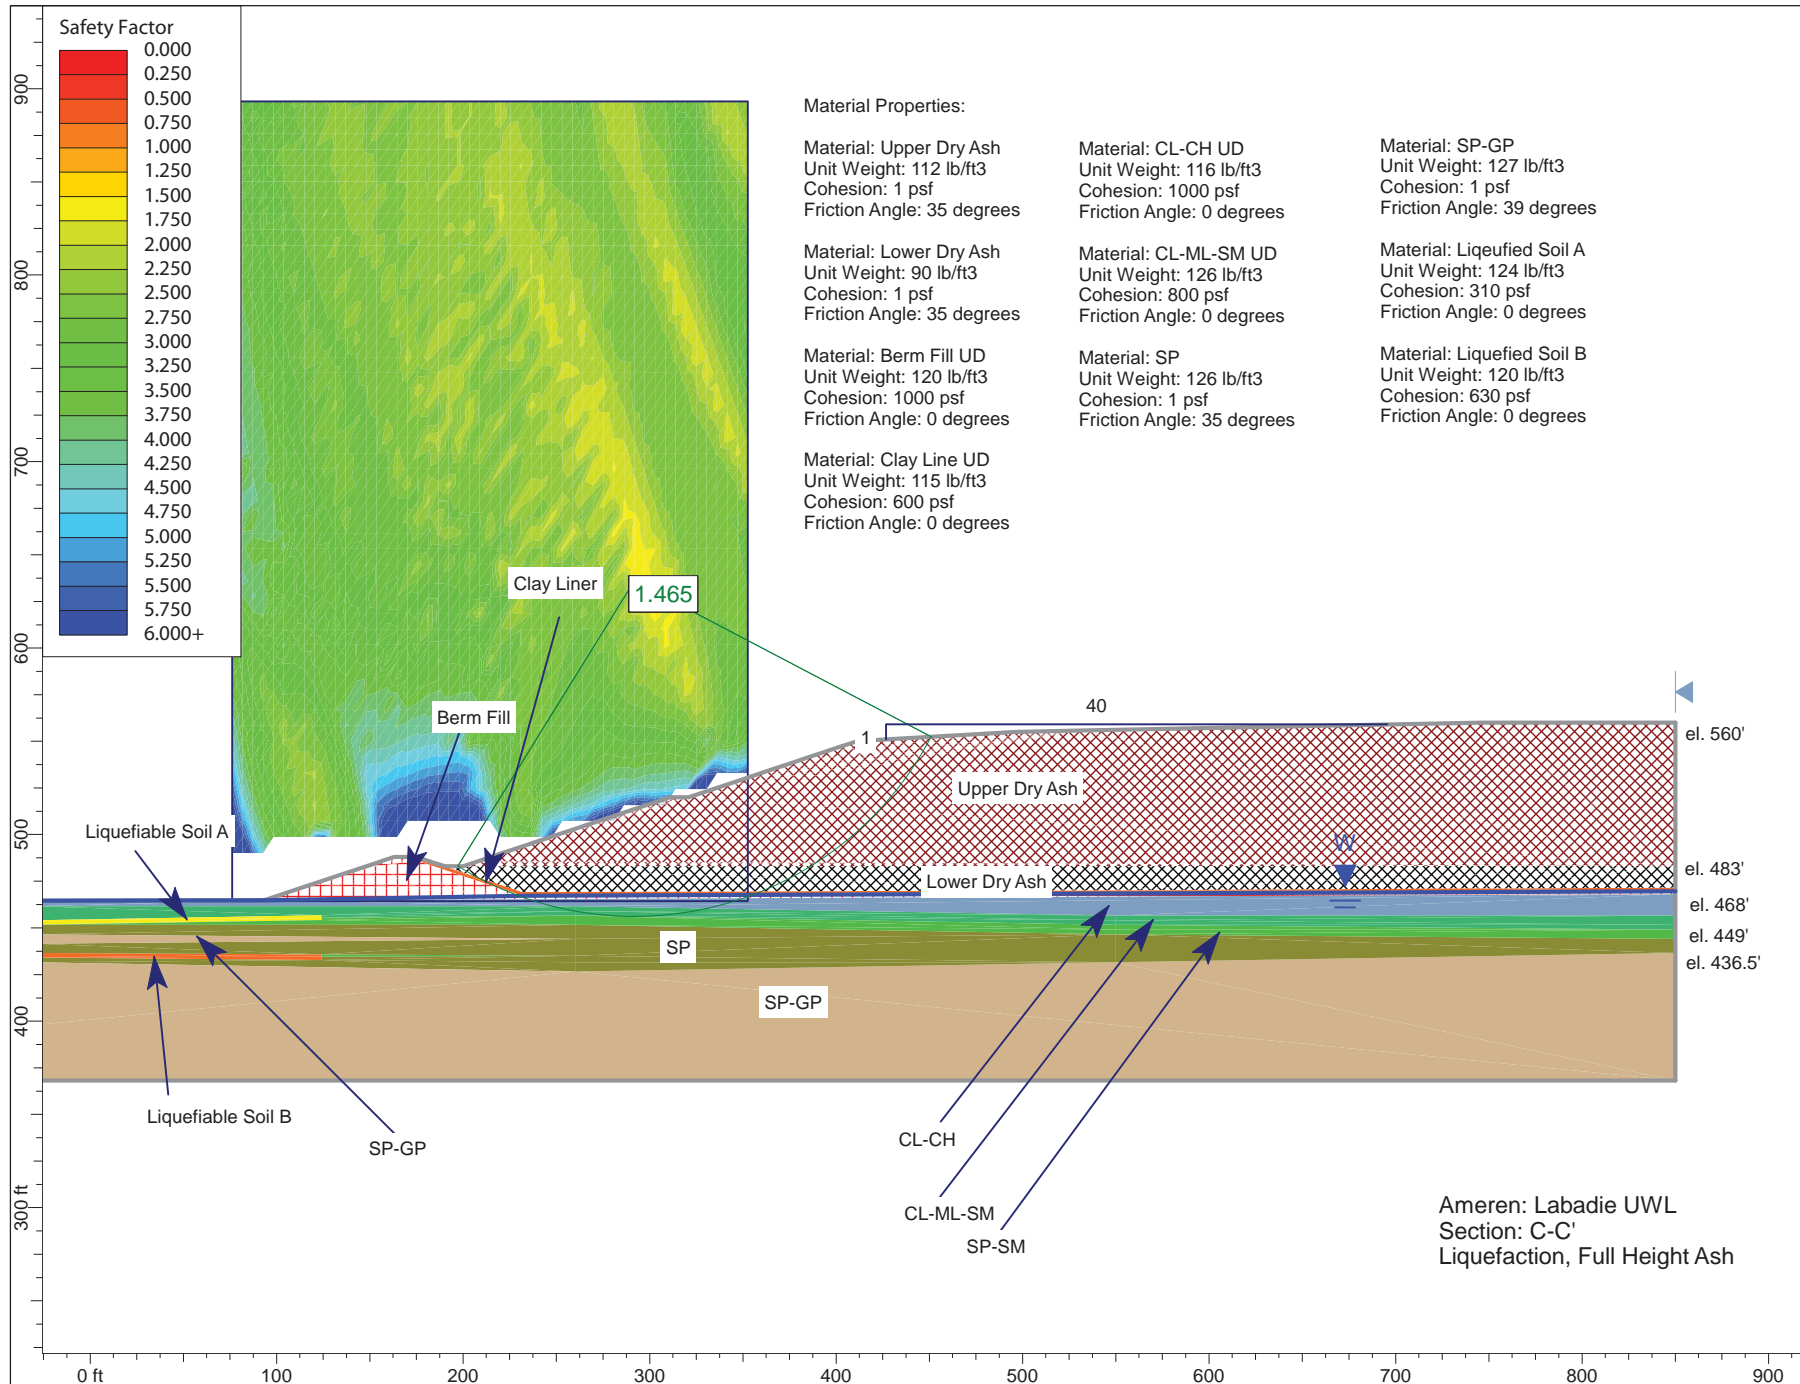 Safety Factor
0.000
0.250
0.500
0.750
1.000
1.250
1.500
1.750
2.000
2.250
2.500
2.750
3.000
3.250
3.500
3.750
4.000
4.250
4.500
4.750
5.000
5.250
5.500
5.750
6.000+
Material Properties:
Material: Upper Dry Ash
Unit Weight: 112 lb/ft3
Cohesion: 1 psf
Friction Angle: 35 degrees
Material: Lower Dry Ash
Unit Weight: 90 lb/ft3
Cohesion: 1 psf
Friction Angle: 35 degrees
Material: Berm Fill UD
Unit Weight: 120 lb/ft3
Cohesion: 1000 psf
Friction Angle: 0 degrees
Material: Clay Line UD
Unit Weight: 115 lb/ft3
Cohesion: 600 psf
Friction Angle: 0 degrees
Material: CL-CH UD
Unit Weight: 116 lb/ft3
Cohesion: 1000 psf
Friction Angle: 0 degrees
Material: CL-ML-SM UD
Unit Weight: 126 lb/ft3
Cohesion: 800 psf
Friction Angle: 0 degrees
Material: SP
Unit Weight: 126 lb/ft3
Cohesion: 1 psf
Friction Angle: 35 degrees
Material: SP-GP
Unit Weight: 127 lb/ft3
Cohesion: 1 psf
Friction Angle: 39 degrees
Material: Liqeufied Soil A
Unit Weight: 124 lb/ft3
Cohesion: 310 psf
Friction Angle: 0 degrees
Material: Liquefied Soil B
Unit Weight: 120 lb/ft3
Cohesion: 630 psf
Friction Angle: 0 degrees
900
800
700
600
500
400
300 ft
Clay Liner
1.465
Berm Fill
40
1
el. 560'
Upper Dry Ash
Liquefiable Soil A
W
el. 483'
Lower Dry Ash
el. 468'
SP
el. 449'
el. 436.5'
SP-GP
Liquefiable Soil B
SP-GP
CL-CH
CL-ML-SM
SP-SM
Ameren: Labadie UWL
Section: C-C'
Liquefaction, Full Height Ash
0 ft
100
200
300
400
500
600
700
800
900